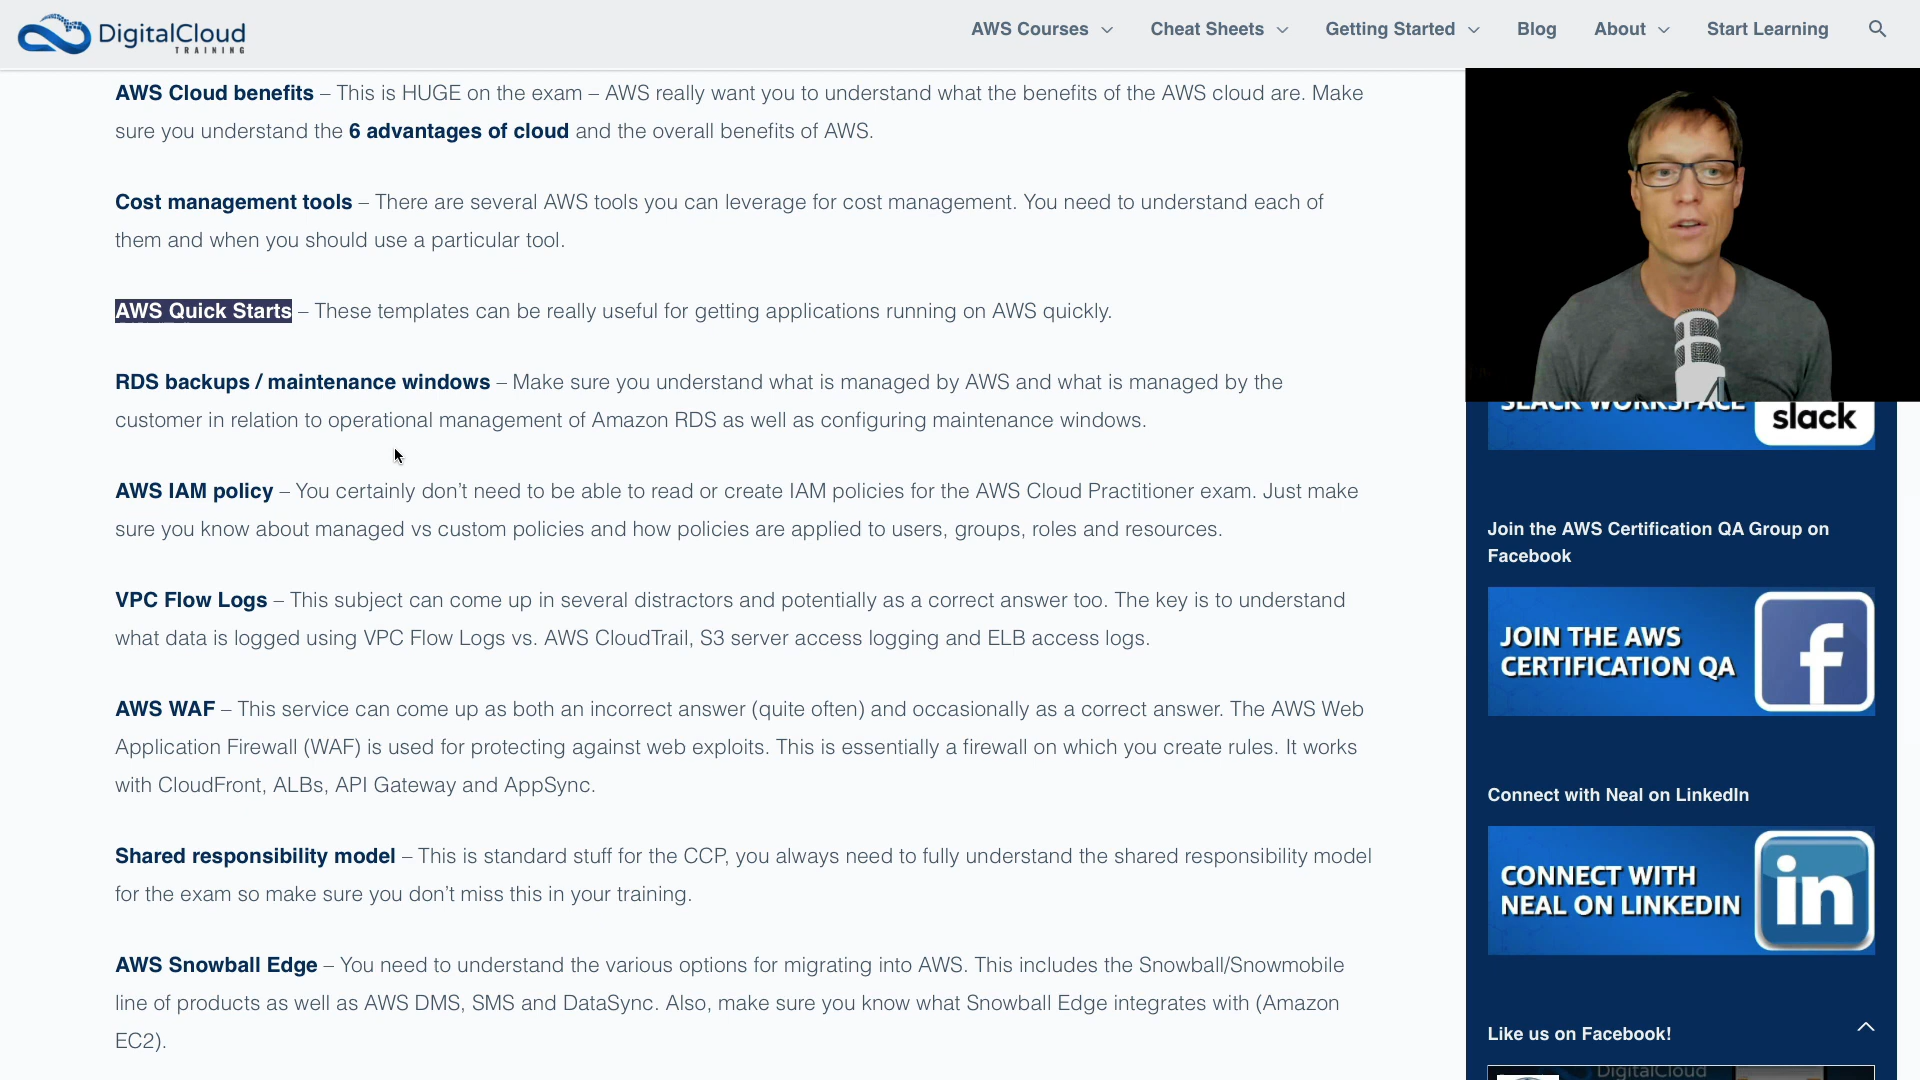 DigitalCloud
TRAINING
AWS Courses
Cheat Sheets
Getting Started
Blog
About
Start Learning
AWS Cloud benefits – This is HUGE on the exam – AWS really want you to understand what the benefits of the AWS cloud are. Make
sure you understand the 6 advantages of cloud and the overall benefits of AWS.
Cost management tools – There are several AWS tools you can leverage for cost management. You need to understand each of
them and when you should use a particular tool.
AWS Quick Starts – These templates can be really useful for getting applications running on AWS quickly.
RDS backups / maintenance windows – Make sure you understand what is managed by AWS and what is managed by the
customer in relation to operational management of Amazon RDS as well as configuring maintenance windows.
AWS IAM policy – You certainly don’t need to be able to read or create IAM policies for the AWS Cloud Practitioner exam. Just make
sure you know about managed vs custom policies and how policies are applied to users, groups, roles and resources.
VPC Flow Logs – This subject can come up in several distractors and potentially as a correct answer too. The key is to understand
what data is logged using VPC Flow Logs vs. AWS CloudTrail, S3 server access logging and ELB access logs.
AWS WAF – This service can come up as both an incorrect answer (quite often) and occasionally as a correct answer. The AWS Web
Application Firewall (WAF) is used for protecting against web exploits. This is essentially a firewall on which you create rules. It works
with CloudFront, ALBs, API Gateway and AppSync.
Shared responsibility model – This is standard stuff for the CCP, you always need to fully understand the shared responsibility model
for the exam so make sure you don’t miss this in your training.
AWS Snowball Edge – You need to understand the various options for migrating into AWS. This includes the Snowball/Snowmobile
line of products as well as AWS DMS, SMS and DataSync. Also, make sure you know what Snowball Edge integrates with (Amazon
EC2).
SLACK WORKSPACE
slack
Join the AWS Certification QA Group on
Facebook
JOIN THE AWS
CERTIFICATION QA
Connect with Neal on LinkedIn
CONNECT WITH
NEAL ON LINKEDIN
in
Like us on Facebook!
DigitalCloud